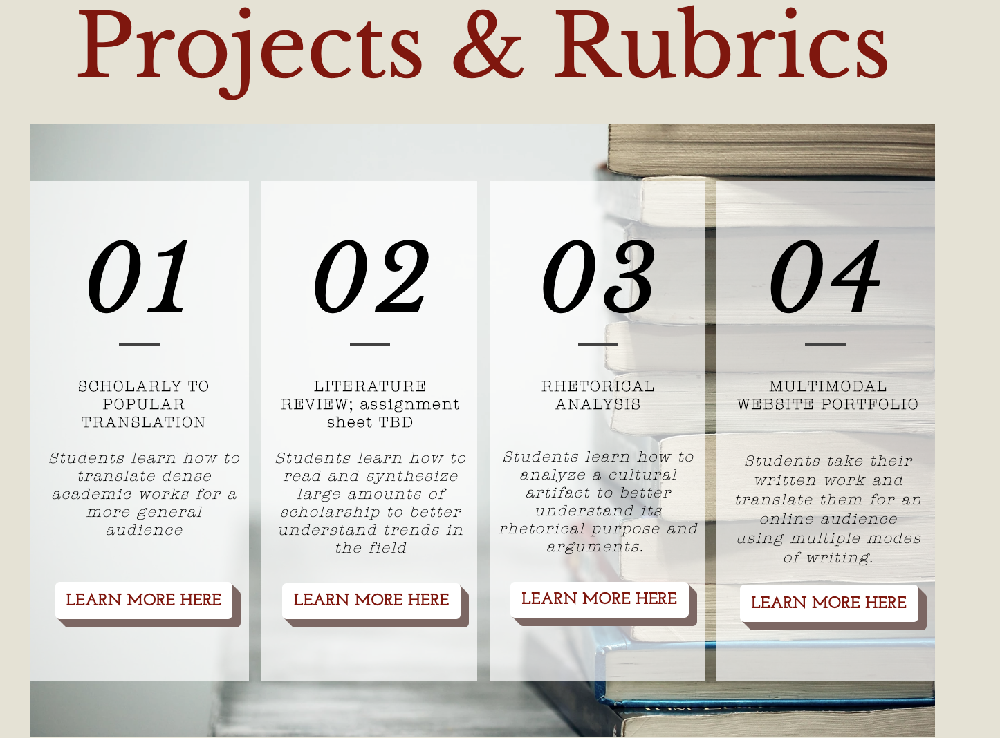 Projects & Rubrics
01
SCHOLARLY TO
POPULAR
TRANSLATION
Students learn how to
translate dense
academic works for a
more general
audience
LEARN MORE HERE
02
LITERATURE
REVIEW; assignment
sheet TBD
Students learn how to
read and synthesize
large amounts of
scholarship to better
understand trends in
the field
LEARN MORE HERE
03
RHETORICAL
ANALYSIS
Students learn how to
analyze a cultural
artifact to better
understand its
rhetorical purpose and
arguments.
LEARN MORE HERE
04
MULTIMODAL
WEBSITE PORTFOLIO
Students take their
written work and
translate them for an
online audience
using multiple modes
of writing.
LEARN MORE HERE